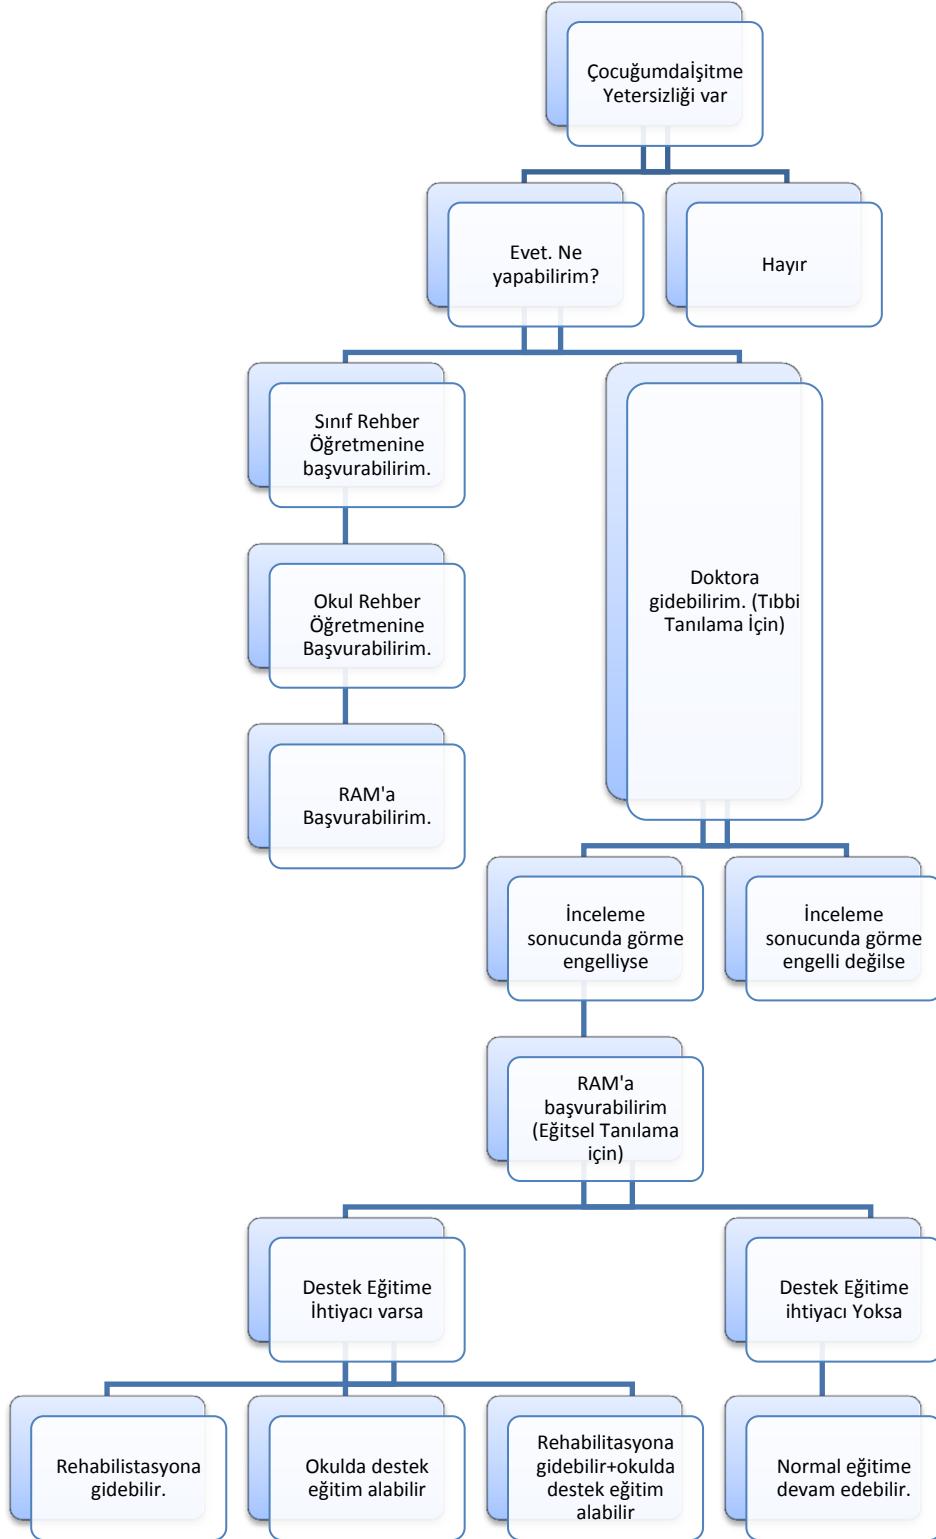 Çocuğumdaİşitme
Yetersizliği var
Evet. Ne
yapabilirim?
Hayır
Sınıf Rehber
Öğretmenine
başvurabilirim.
Okul Rehber
Öğretmenine
Başvurabilirim.
RAM'a
Başvurabilirim.
Doktora
gidebilirim. (Tıbbi
Tanılama İçin)
İnceleme
sonucunda görme
engelliyse
İnceleme
sonucunda görme
engelli değilse
RAM'a
başvurabilirim
(Eğitsel Tanılama
için)
Destek Eğitime
İhtiyacı varsa
Destek Eğitime
ihtiyacı Yoksa
Rehabilistasyona
gidebilir.
Okulda destek
eğitim alabilir
Rehabilitasyona
gidebilir+okulda
destek eğitim
alabilir
Normal eğitime
devam edebilir.